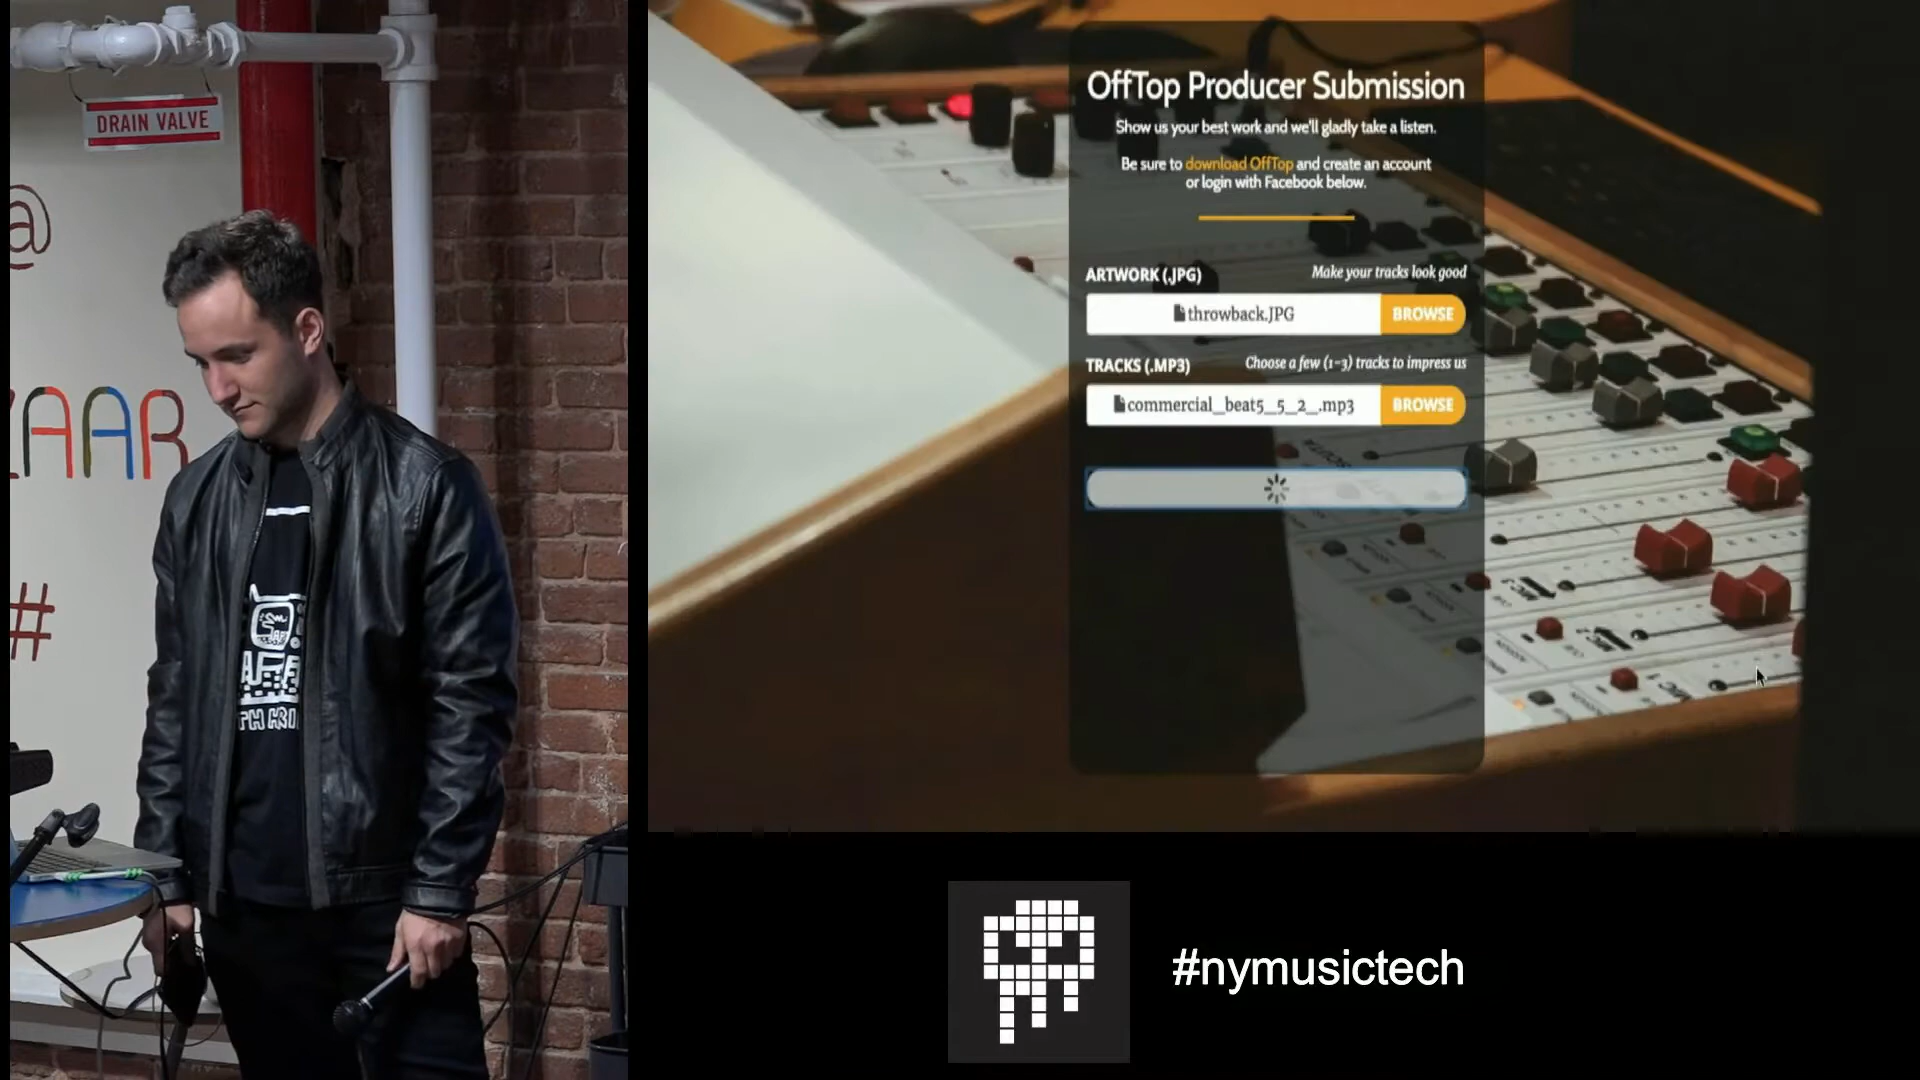 DRAIN VALVE
@
AAR
#
OffTop Producer Submission
Show us your best work and we'll gladly take a listen.
Be sure to download OffTop and create an account
or login with Facebook below.
ARTWORK (.JPG)
Make your tracks look good
throwback.JPG
BROWSE
TRACKS (.MP3)
Choose a few (1-3) tracks to impress us
commercial_beat5_5_2_.mp3
BROWSE
#nymusictech